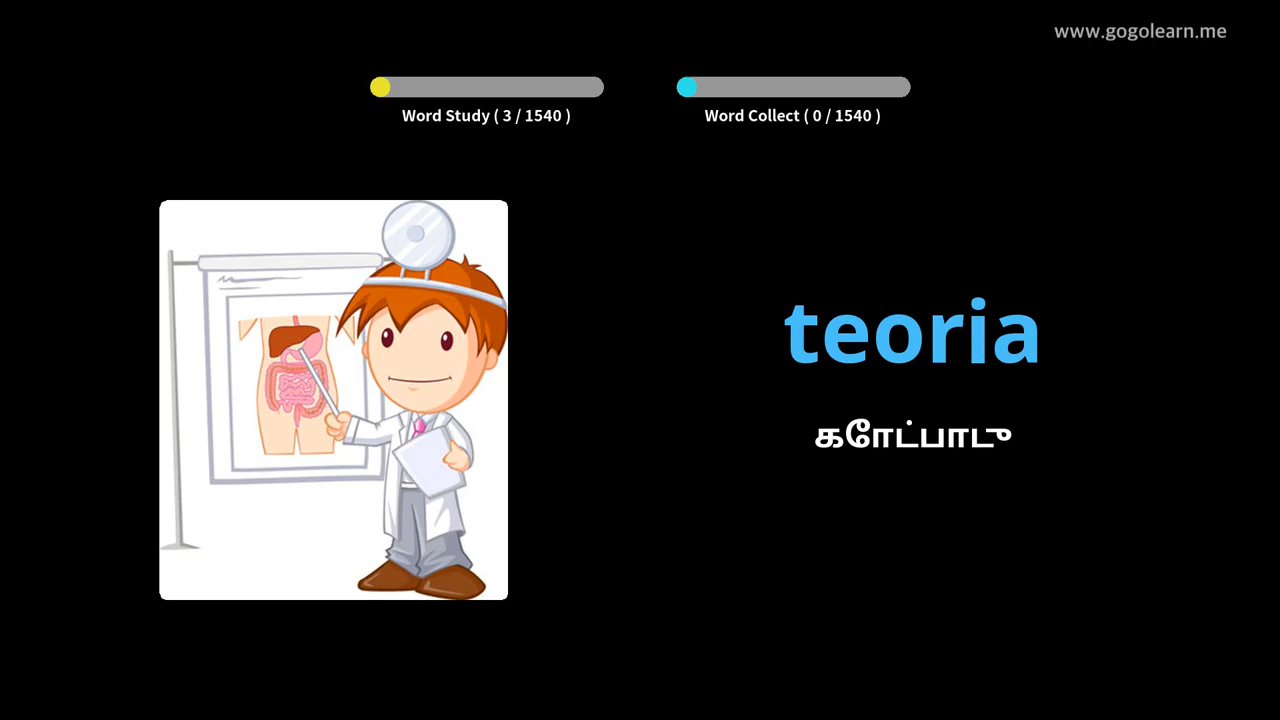 www.gogolearn.me
Word Study ( 3 / 1540 )
Word Collect ( 0 / 1540 )
teoria
கோட்பாடு